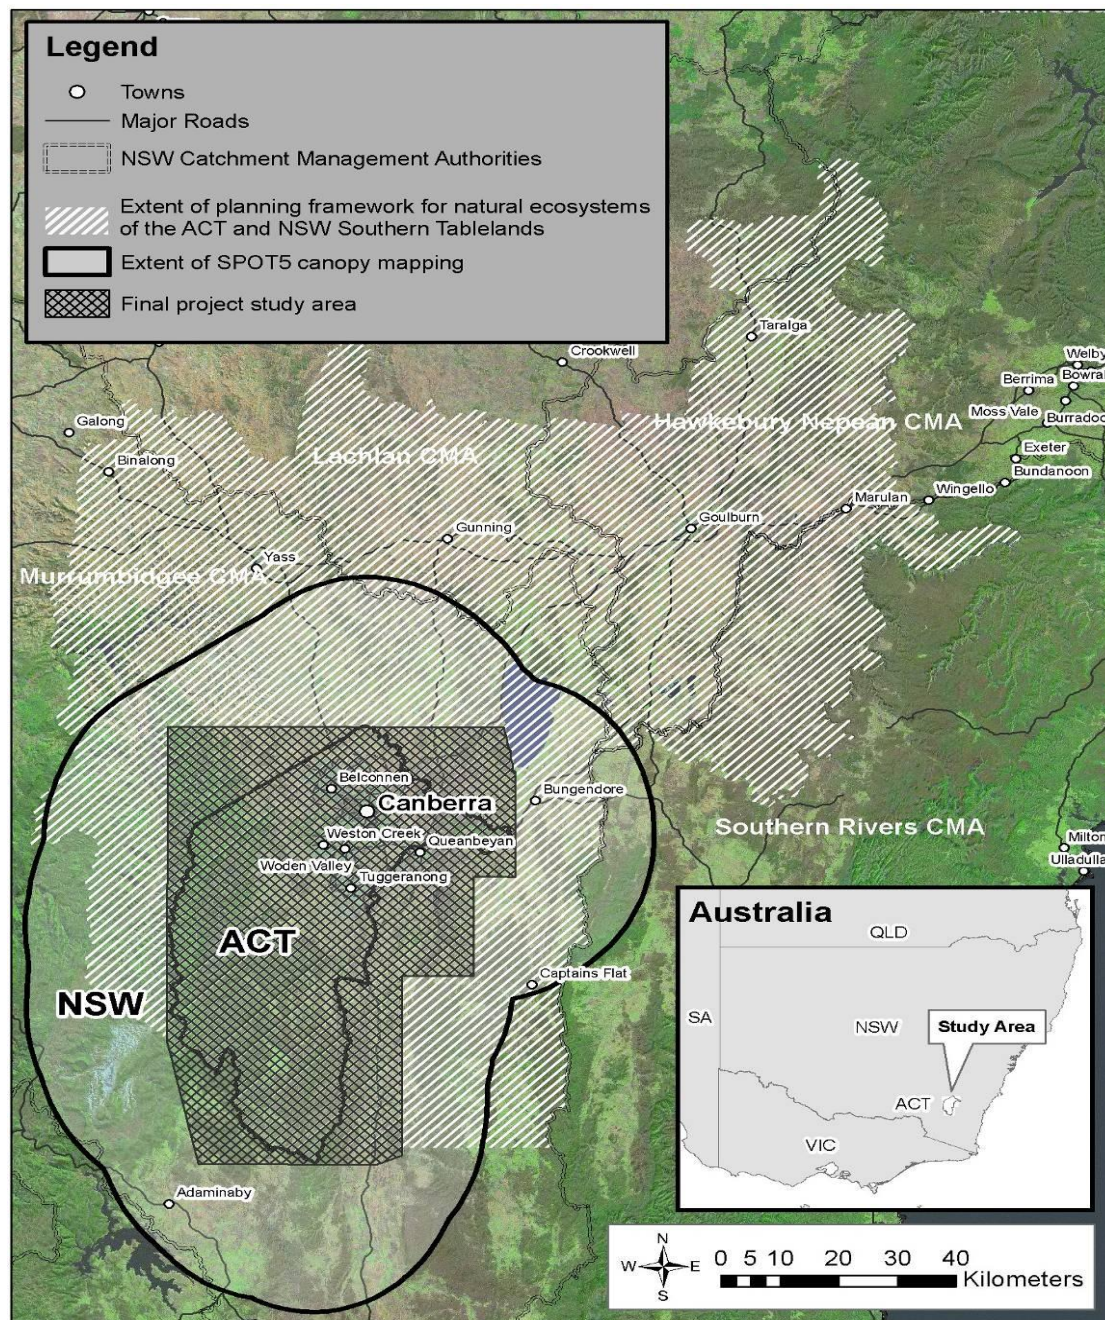 Legend
Towns
Major Roads
NSW Catchment Management Authorities
Extent of planning framework for natural ecosystems
of the ACT and NSW Southern Tablelands
Extent of SPOT5 canopy mapping
Final project study area
Taralga
Crookwell
Welby
Bowral
Berrima
Moss Vale
Burradoo
Hawkebury Nepean CMA
Galong
Exeter
Lachlan CMA
Binalong
Bundanoon
Wingello
Marulan
Goulburn
Gunning
Yass
Murrumbidgee CMA
Belconnen
Canberra
Bungendore
Southern Rivers CMA
Weston Creek
Queanbeyan
Milton
Ulladulla
Woden Valley
Tuggeranong
ACT
NSW
Captains Flat
Adaminaby
Australia
QLD
SA
NSW
Study Area
ACT
VIC
N
W E
S
0 5 10 20 30 40
Kilometers